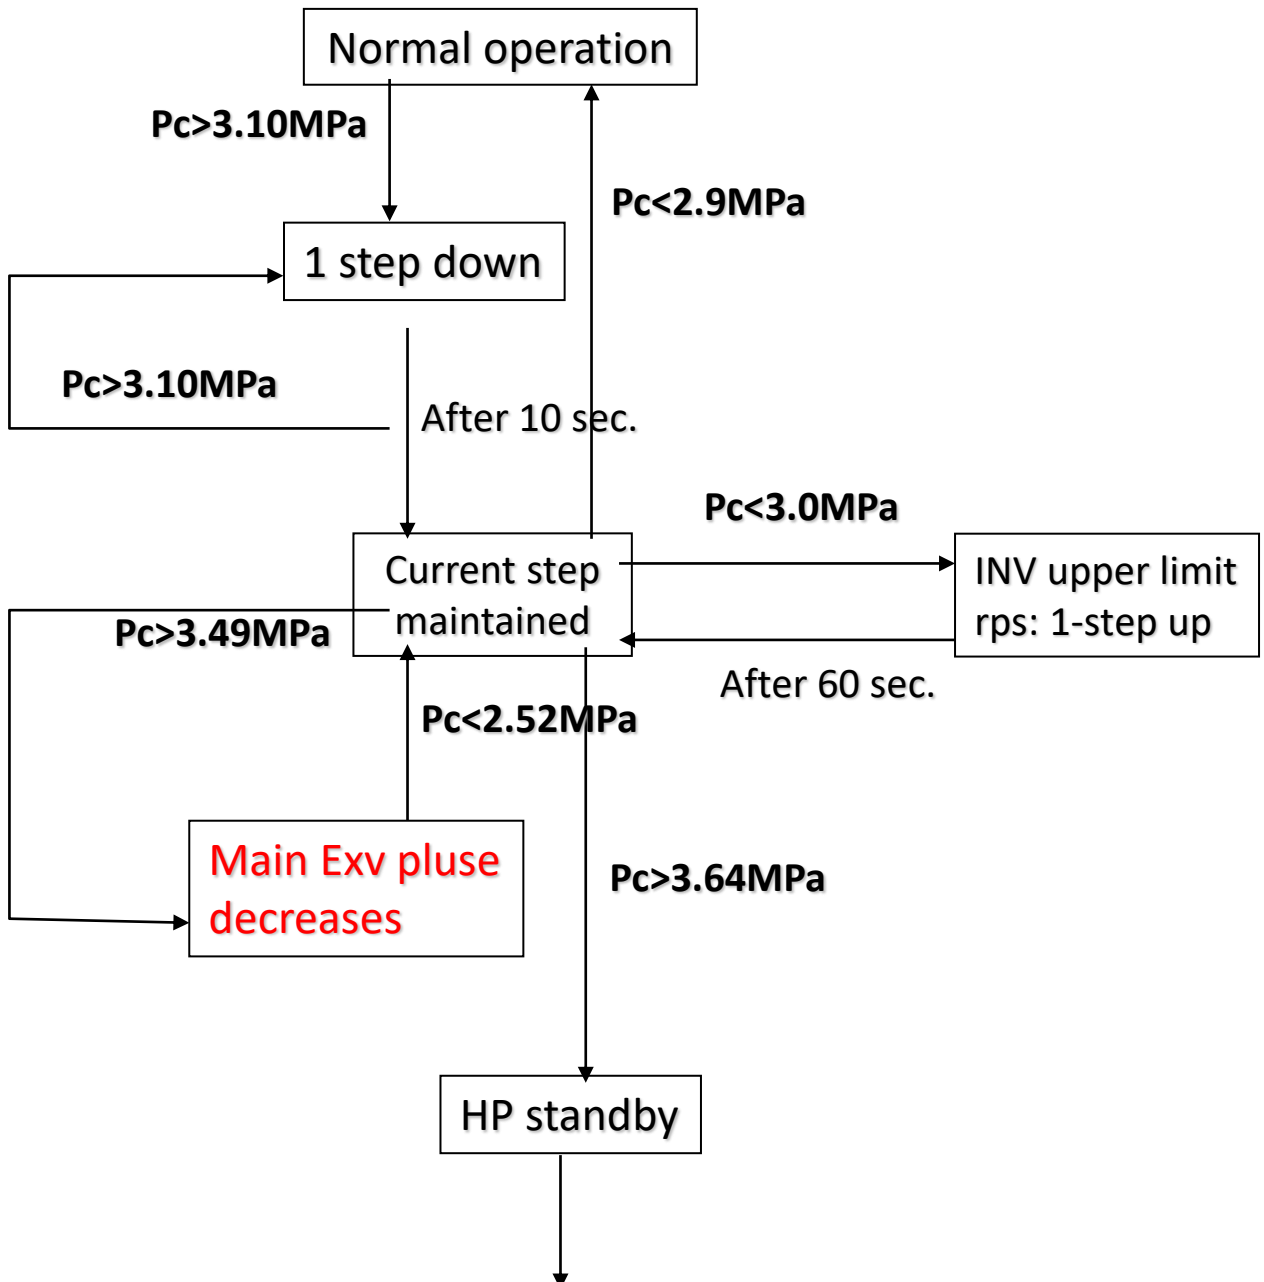 Normal operation
Pc>3.10MPa
Pc<2.9MPa
1 step down
Pc>3.10MPa
After 10 sec.
Pc<3.0MPa
Current step
maintained
INV upper limit
rps: 1-step up
Pc>3.49MPa
After 60 sec.
Pc<2.52MPa
Main Exv pluse
decreases
Pc>3.64MPa
HP standby